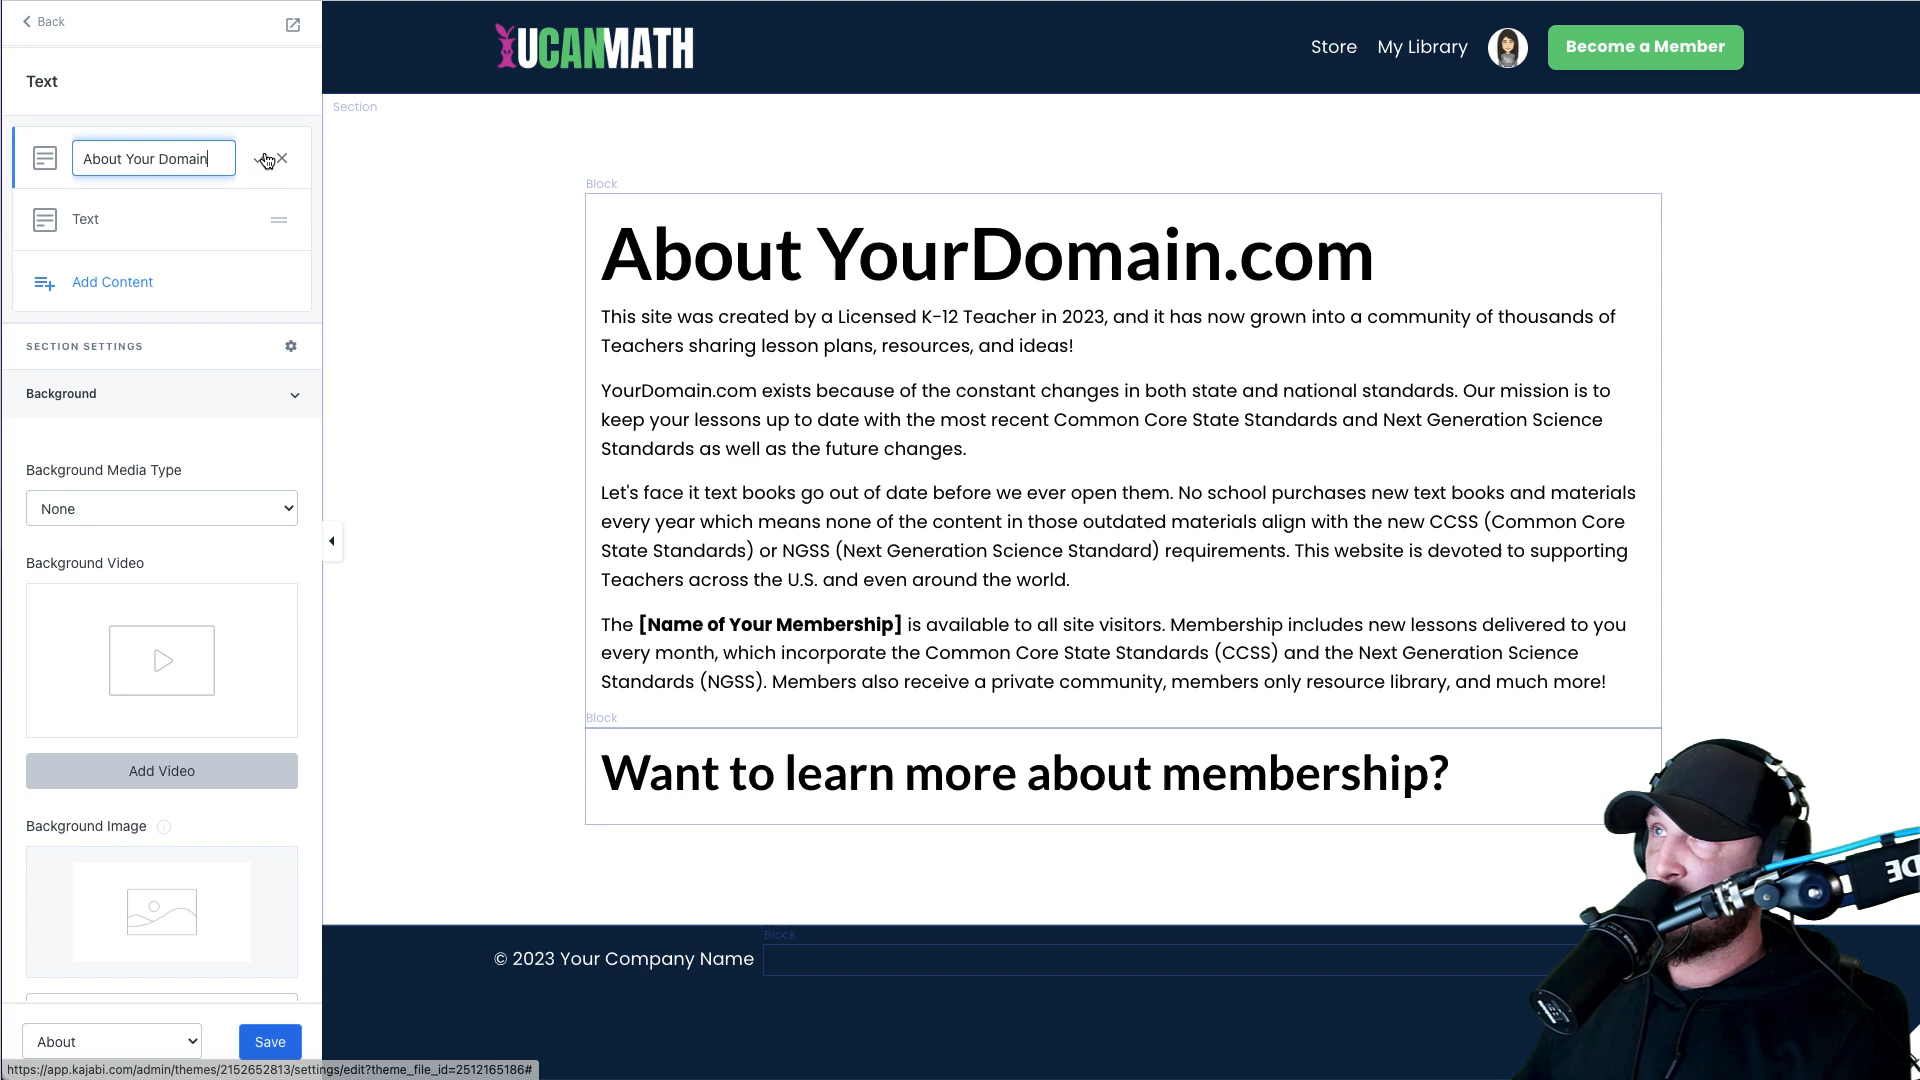 Back
Text
About Your Domain
Text
Add Content
SECTION SETTINGS
Background
Background Media Type
None
Background Video
Add Video
Background Image
About
Save
https://app.kajabi.com/admin/themes/2152652813/settings/edit?theme_file_id=2512165186#
UCANMATH
Store
My Library
Become a Member
Section
Block
About YourDomain.com
This site was created by a Licensed K-12 Teacher in 2023, and it has now grown into a community of thousands of
Teachers sharing lesson plans, resources, and ideas!
YourDomain.com exists because of the constant changes in both state and national standards. Our mission is to
keep your lessons up to date with the most recent Common Core State Standards and Next Generation Science
Standards as well as the future changes.
Let's face it text books go out of date before we ever open them. No school purchases new text books and materials
every year which means none of the content in those outdated materials align with the new CCSS (Common Core
State Standards) or NGSS (Next Generation Science Standard) requirements. This website is devoted to supporting
Teachers across the U.S. and even around the world.
The [Name of Your Membership] is available to all site visitors. Membership includes new lessons delivered to you
every month, which incorporate the Common Core State Standards (CCSS) and the Next Generation Science
Standards (NGSS). Members also receive a private community, members only resource library, and much more!
Block
Want to learn more about membership?
Block
© 2023 Your Company Name
DE